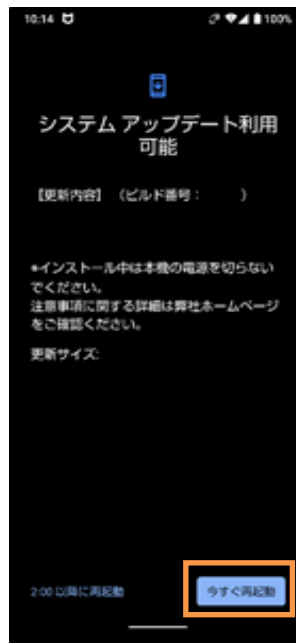 10:14 100%
システム アップデート利用
可能
【更新内容】 （ビルド番号： ）
*インストール中は本機の電源を切らない
でください。
注意事項に関する詳細は弊社ホームページ
をご確認ください。
更新サイズ:
2:00 以降に再起動 今すぐ再起動